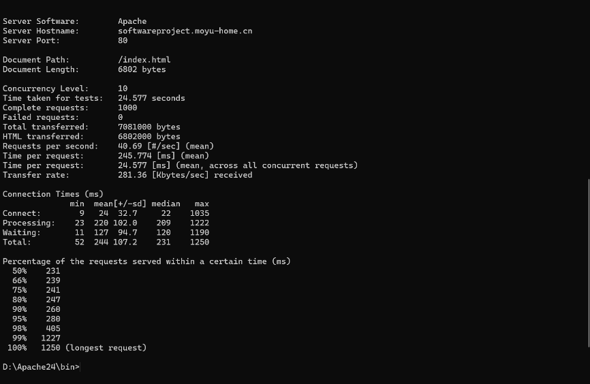 Server Software:        Apache
Server Hostname:        softwareproject.moyu-home.cn
Server Port:            80
Document Path:          /index.html
Document Length:        6802 bytes
Concurrency Level:      10
Time taken for tests:   24.577 seconds
Complete requests:      1000
Failed requests:        0
Total transferred:      7081000 bytes
HTML transferred:       6802000 bytes
Requests per second:    40.69 [#/sec] (mean)
Time per request:       245.774 [ms] (mean)
Time per request:       24.577 [ms] (mean, across all concurrent requests)
Transfer rate:          281.36 [Kbytes/sec] received
Connection Times (ms)
              min  mean[+/-sd] median   max
Connect:        9   24  32.7     22    1035
Processing:    23  220 102.0    209    1222
Waiting:       11  127  94.7    120    1190
Total:         52  244 107.2    231    1250
Percentage of the requests served within a certain time (ms)
  50%    231
  66%    239
  75%    241
  80%    247
  90%    260
  95%    280
  98%    405
  99%   1227
 100%   1250 (longest request)
D:\Apache24\bin>